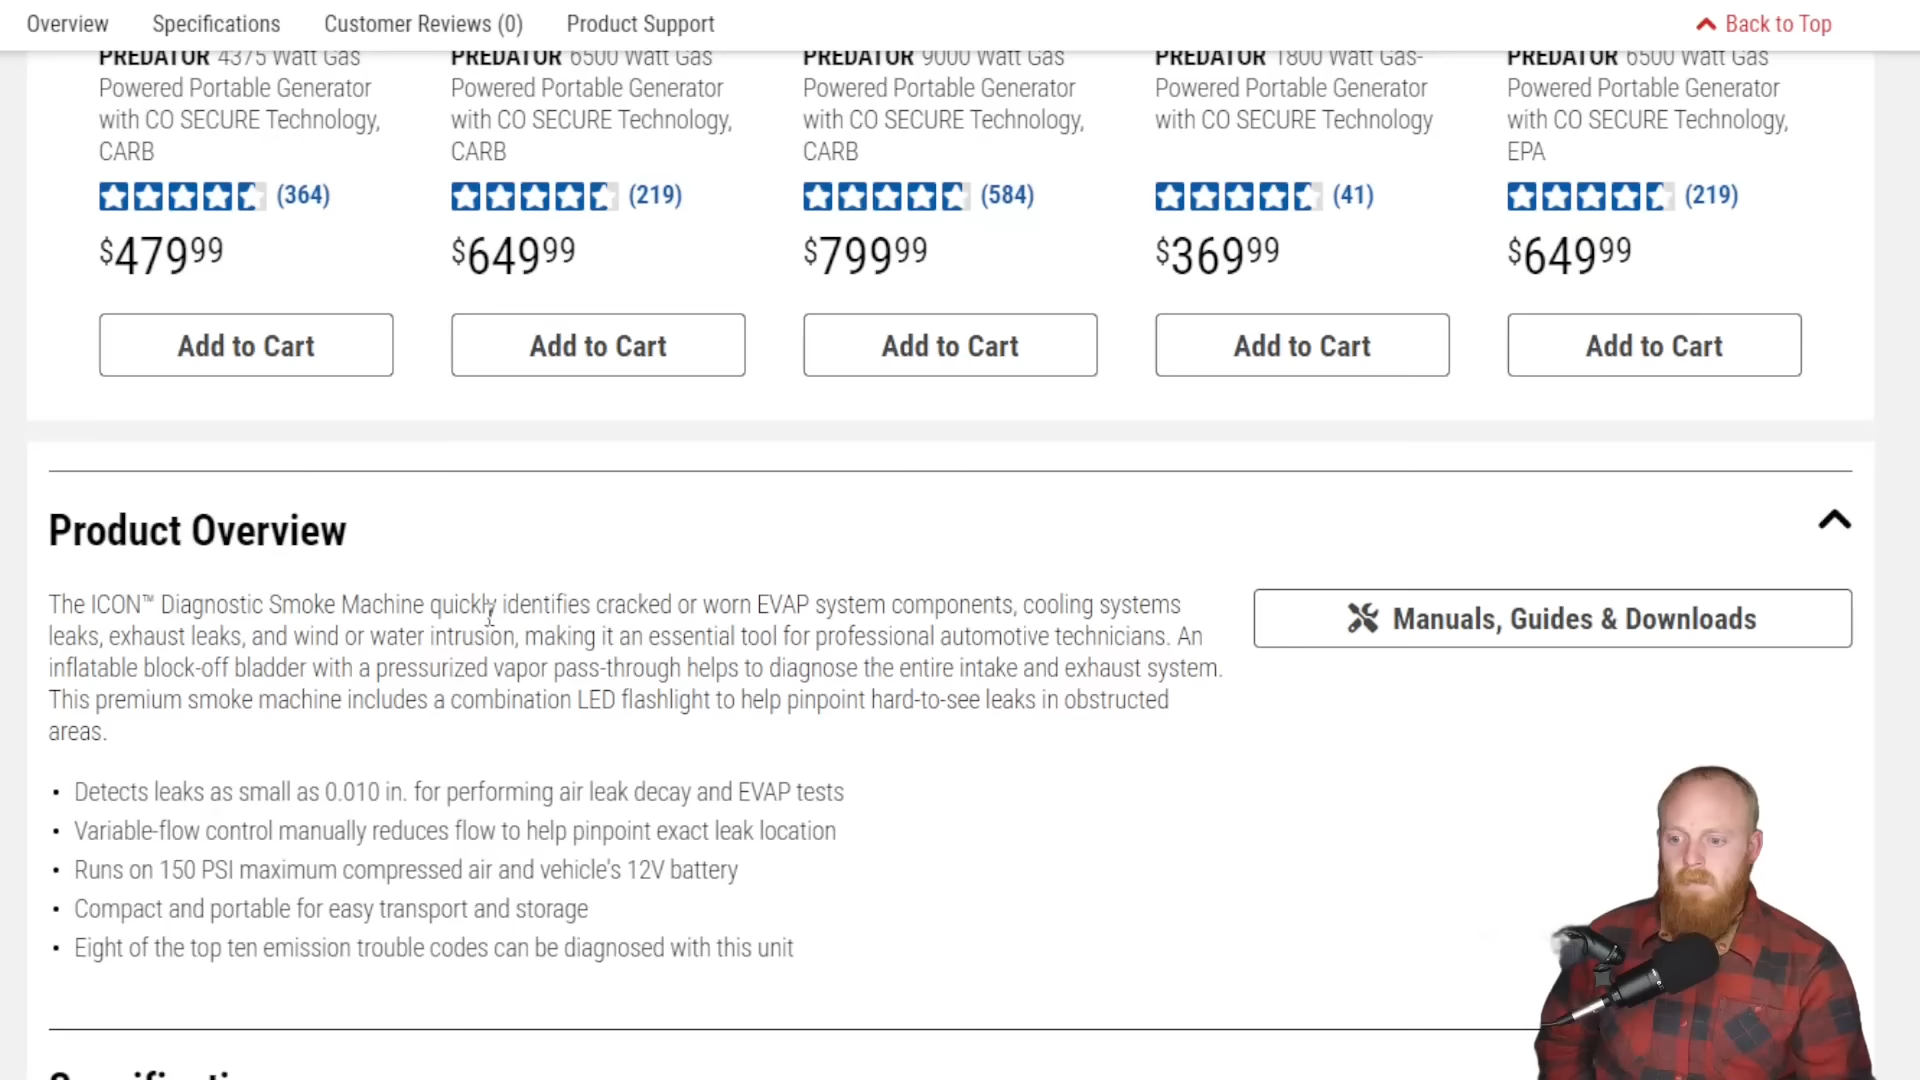 Overview Specifications Customer Reviews (0) Product Support Back to Top
PREDATOR 4375 Watt Gas
Powered Portable Generator
with CO SECURE Technology,
CARB
(364)
$479.99
Add to Cart
PREDATOR 6500 Watt Gas
Powered Portable Generator
with CO SECURE Technology,
CARB
(219)
$649.99
Add to Cart
PREDATOR 9000 Watt Gas
Powered Portable Generator
with CO SECURE Technology,
CARB
(584)
$799.99
Add to Cart
PREDATOR 1800 Watt Gas-
Powered Portable Generator
with CO SECURE Technology
(41)
$369.99
Add to Cart
PREDATOR 6500 Watt Gas
Powered Portable Generator
with CO SECURE Technology,
EPA
(219)
$649.99
Add to Cart
Product Overview
The ICON™ Diagnostic Smoke Machine quickly identifies cracked or worn EVAP system components, cooling systems
leaks, exhaust leaks, and wind or water intrusion, making it an essential tool for professional automotive technicians. An
inflatable block-off bladder with a pressurized vapor pass-through helps to diagnose the entire intake and exhaust system.
This premium smoke machine includes a combination LED flashlight to help pinpoint hard-to-see leaks in obstructed
areas.
Manuals, Guides & Downloads
• Detects leaks as small as 0.010 in. for performing air leak decay and EVAP tests
• Variable-flow control manually reduces flow to help pinpoint exact leak location
• Runs on 150 PSI maximum compressed air and vehicle's 12V battery
• Compact and portable for easy transport and storage
• Eight of the top ten emission trouble codes can be diagnosed with this unit